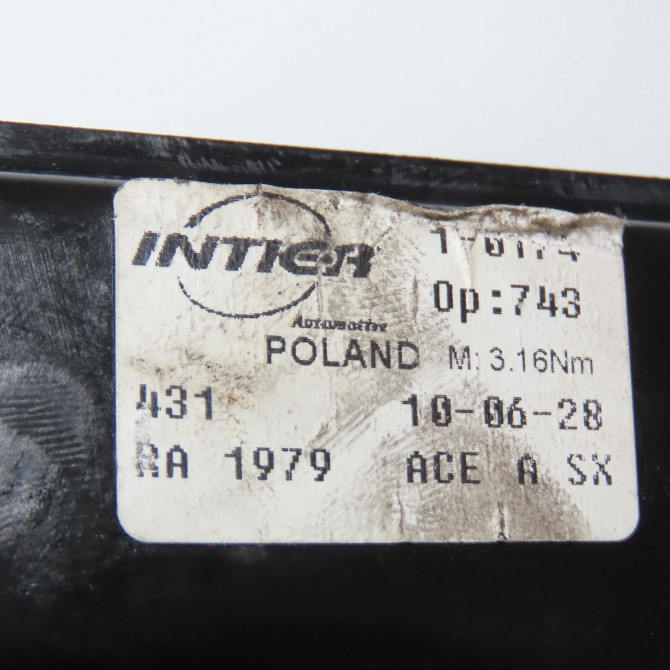 INTIER
Automotive
Op:743
POLAND M: 3.16Nm
431 10-06-28
RA 1979 ACE A SX